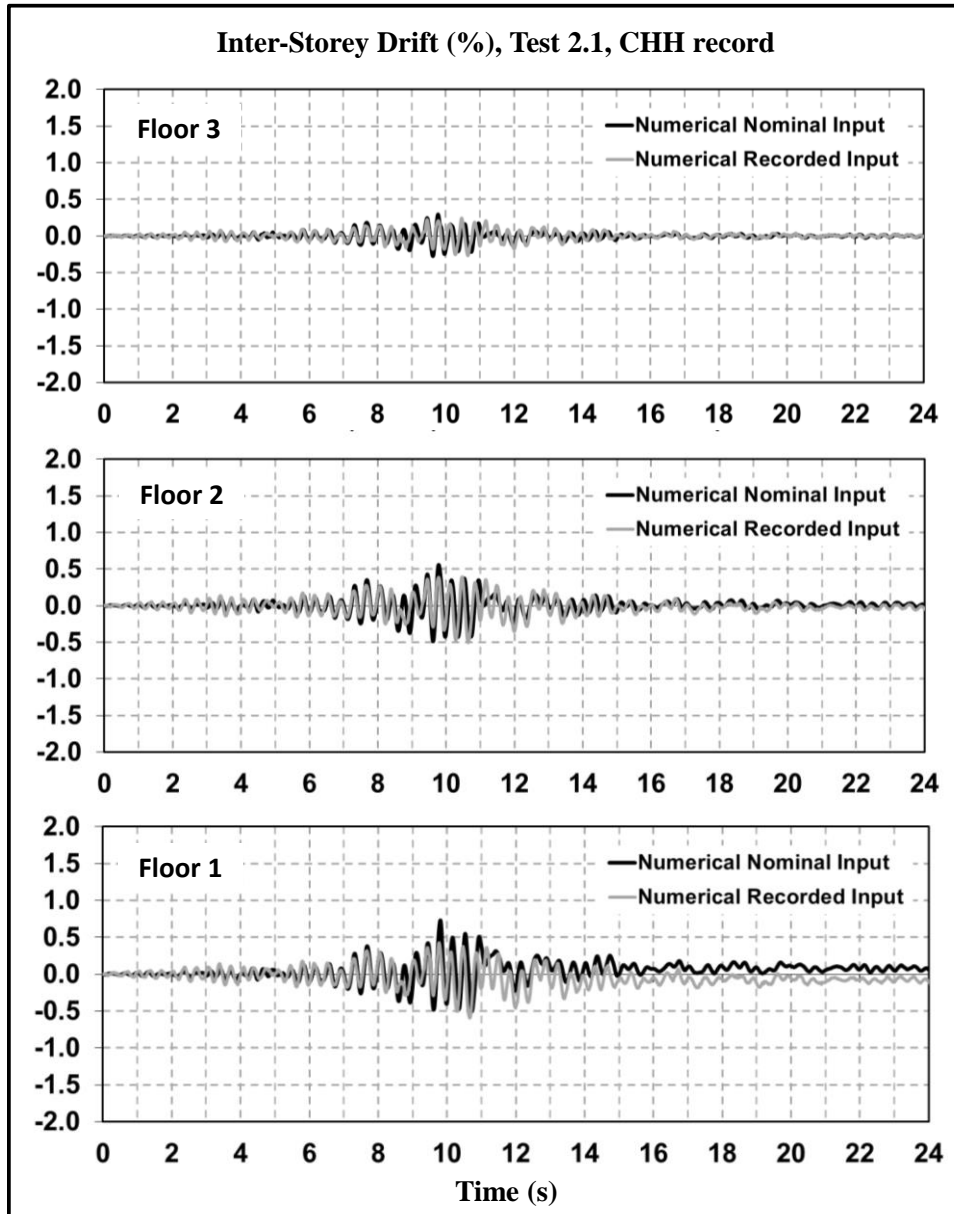 Inter-Storey Drift (%), Test 2.1, CHH record
2.0
Floor 3
Numerical Nominal Input
1.5
Numerical Recorded Input
1.0
0.5
0.0
-0.5
-1.0
-1.5
-2.0
0 2 4 6 8 10 12 14 16 18 20 22 24
2.0
Floor 2
Numerical Nominal Input
1.5
Numerical Recorded Input
1.0
0.5
0.0
-0.5
-1.0
-1.5
-2.0
0 2 4 6 8 10 12 14 16 18 20 22 24
2.0
Floor 1
Numerical Nominal Input
1.5
Numerical Recorded Input
1.0
0.5
0.0
-0.5
-1.0
-1.5
-2.0
0 2 4 6 8 10 12 14 16 18 20 22 24
Time (s)